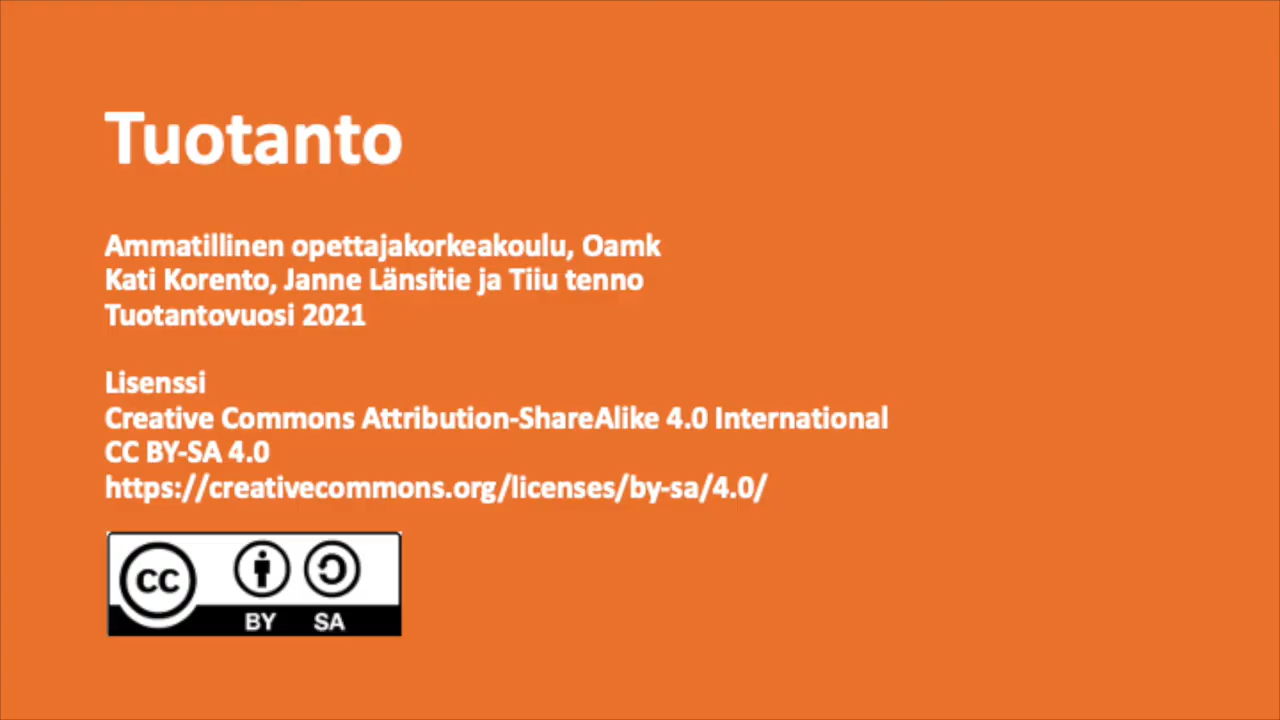 Tuotanto
Ammatillinen opettajakorkeakoulu, Oamk
Kati Korento, Janne Länsitie ja Tiiu tenno
Tuotantovuosi 2021
Lisenssi
Creative Commons Attribution-ShareAlike 4.0 International
CC BY-SA 4.0
https://creativecommons.org/licenses/by-sa/4.0/
CC
BY SA